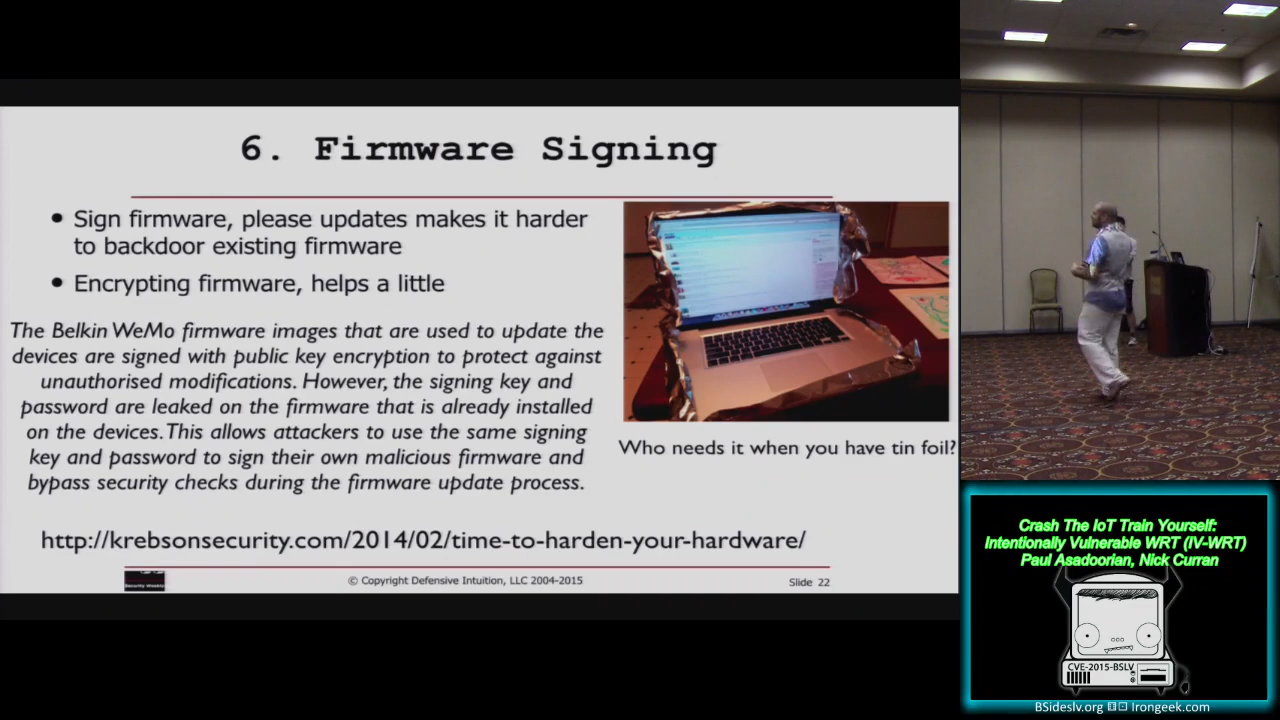 6. Firmware Signing
• Sign firmware, please updates makes it harder
to backdoor existing firmware
• Encrypting firmware, helps a little
The Belkin WeMo firmware images that are used to update the
devices are signed with public key encryption to protect against
unauthorised modifications. However, the signing key and
password are leaked on the firmware that is already installed
on the devices. This allows attackers to use the same signing
key and password to sign their own malicious firmware and
bypass security checks during the firmware update process.
Who needs it when you have tin foil?
http://krebsonsecurity.com/2014/02/time-to-harden-your-hardware/
Security Weekly
© Copyright Defensive Intuition, LLC 2004-2015
Slide 22
Crash The IoT Train Yourself:
Intentionally Vulnerable WRT (IV-WRT)
Paul Asadoorian, Nick Curran
CVE-2015-BSLV
BSideslv.org
Irongeek.com